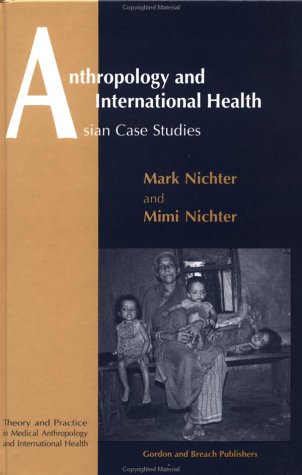 Anthropology and
International Health
Asian Case Studies
Mark Nichter
and
Mimi Nichter
Theory and Practice
in Medical Anthropology
and International Health
Gordon and Breach Publishers